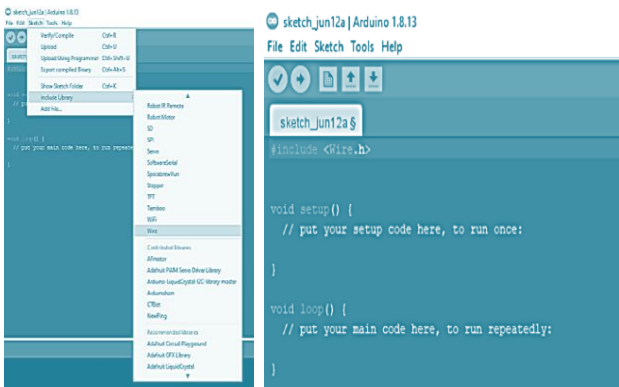 sketch_jun12a | Arduino 1.8.13
File Edit Sketch Tools Help
Verify/Compile Ctrl+R
Upload Ctrl+U
Upload Using Programmer Ctrl+Shift+U
Export compiled Binary Ctrl+Alt+S
Show Sketch Folder Ctrl+K
Include Library
Add File...
// put your main code here, to run repeate
Robot IR Remote
Robot Motor
SD
SPI
Servo
SoftwareSerial
SpacebrewYun
Stepper
TFT
Temboo
WiFi
Wire
Contributed libraries
AFmotor
Adafruit PWM Servo Driver Library
Arduino-LiquidCrystal-I2C-library-master
CTBot
NewPing
Recommended libraries
Adafruit Circuit Playground
Adafruit GFX Library
Adafruit LiquidCrystal
sketch_jun12a | Arduino 1.8.13
File Edit Sketch Tools Help
sketch_jun12a §
#include <Wire.h>
void setup() {
// put your setup code here, to run once:
}
void loop() {
// put your main code here, to run repeatedly:
}